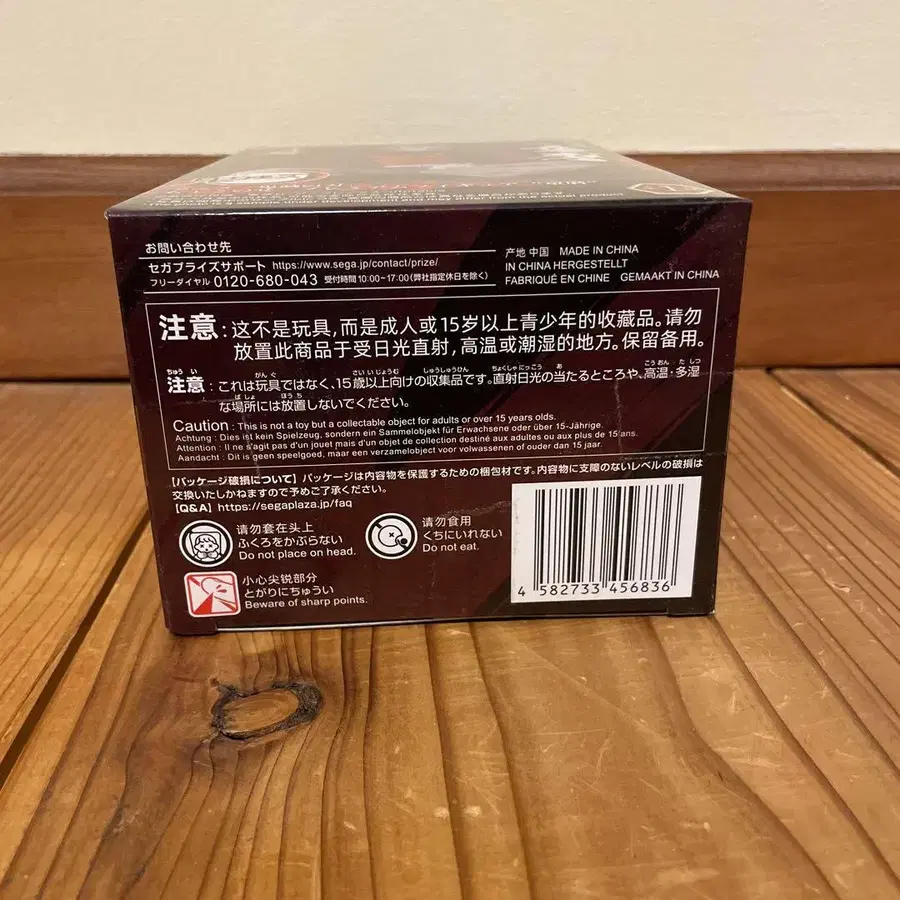 お問い合わせ先
セガプライズサポート https://www.sega.jp/contact/prize/
フリーダイヤル 0120-680-043 受付時間10:00~17:00(弊社指定休日を除く)
产地 中国 MADE IN CHINA
IN CHINA HERGESTELLT
FABRIQUÉ EN CHINE GEMAAKT IN CHINA
注意:这不是玩具,而是成人或15岁以上青少年的收藏品。请勿
放置此商品于受日光直射,高温或潮湿的地方。保留备用。
注意:これは玩具ではなく、15歳以上向けの収集品です。直射日光の当たるところや、高温・多湿
な場所には放置しないでください。
Caution : This is not a toy but a collectable object for adults or over 15 years olds.
Achtung : Dies ist kein Spielzeug, sondern ein Sammelobjekt für Erwachsene oder über 15-Jährige.
Attention : Il ne s'agit pas d'un jouet mais d'un objet de collection destiné aux adultes ou aux plus de 15 ans.
Aandacht : Dit is geen speelgoed, maar een verzamelobject voor volwassenen of ouder dan 15 jaar.
【パッケージ破損について】パッケージは内容物を保護するための梱包材です。内容物に支障のないレベルの破損は
交換いたしかねますので予めご了承ください。
【Q&A】https://segaplaza.jp/faq
请勿套在头上
ふくろをかぶらない
Do not place on head.
请勿食用
くちにいれない
Do not eat.
小心尖锐部分
とがりにちゅうい
Beware of sharp points.
4 582733 456836